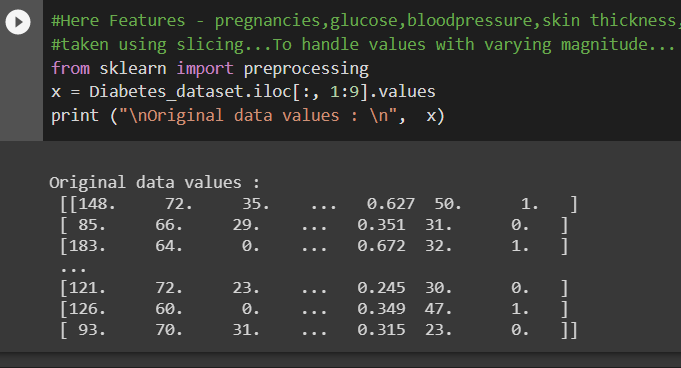 #Here Features - pregnancies,glucose,bloodpressure,skin thickness,
#taken using slicing...To handle values with varying magnitude...
from sklearn import preprocessing
x = Diabetes_dataset.iloc[:, 1:9].values
print ("\nOriginal data values : \n",  x)
Original data values :
[[148.     72.     35.    ...   0.627  50.      1.   ]
[ 85.     66.     29.    ...   0.351  31.      0.   ]
[183.     64.      0.    ...   0.672  32.      1.   ]
...
[121.     72.     23.    ...   0.245  30.      0.   ]
[126.     60.      0.    ...   0.349  47.      1.   ]
[ 93.     70.     31.    ...   0.315  23.      0.   ]]